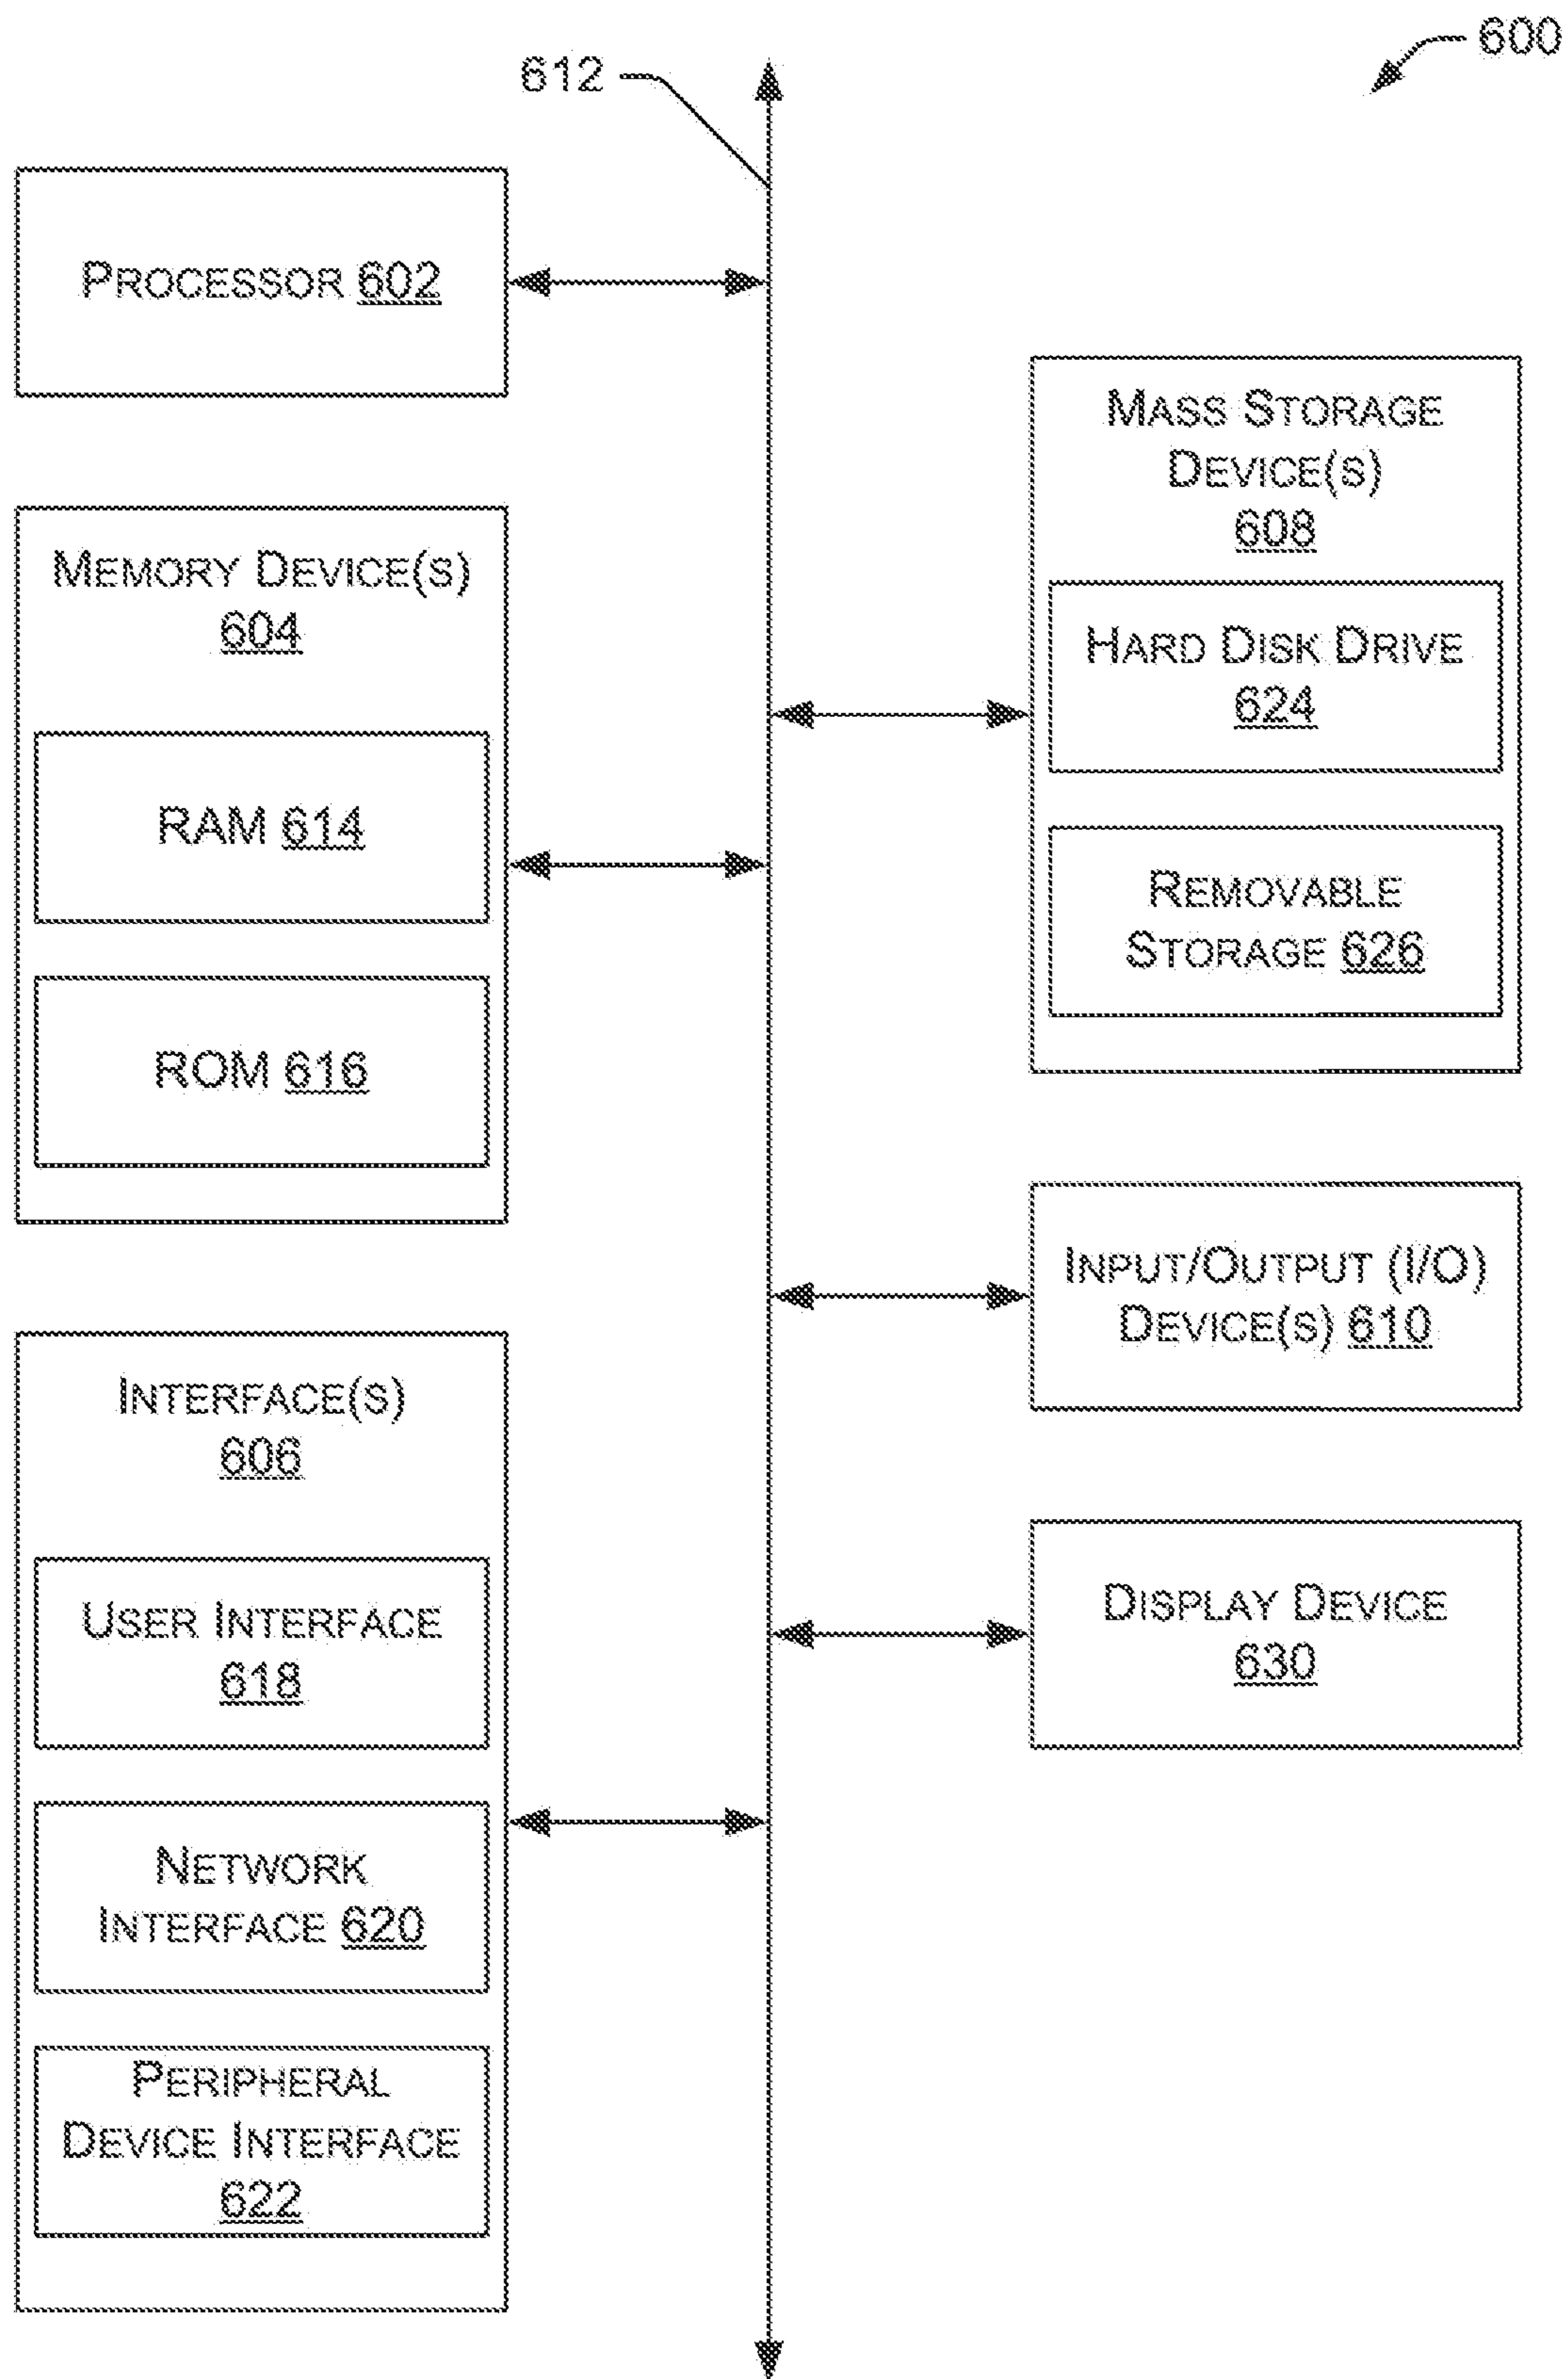 600
612
PROCESSOR 602
MEMORY DEVICE(S)
604
RAM 614
ROM 616
INTERFACE(S)
606
USER INTERFACE
618
NETWORK
INTERFACE 620
PERIPHERAL
DEVICE INTERFACE
622
MASS STORAGE
DEVICE(S)
608
HARD DISK DRIVE
624
REMOVABLE
STORAGE 626
INPUT/OUTPUT (I/O)
DEVICE(S) 610
DISPLAY DEVICE
630